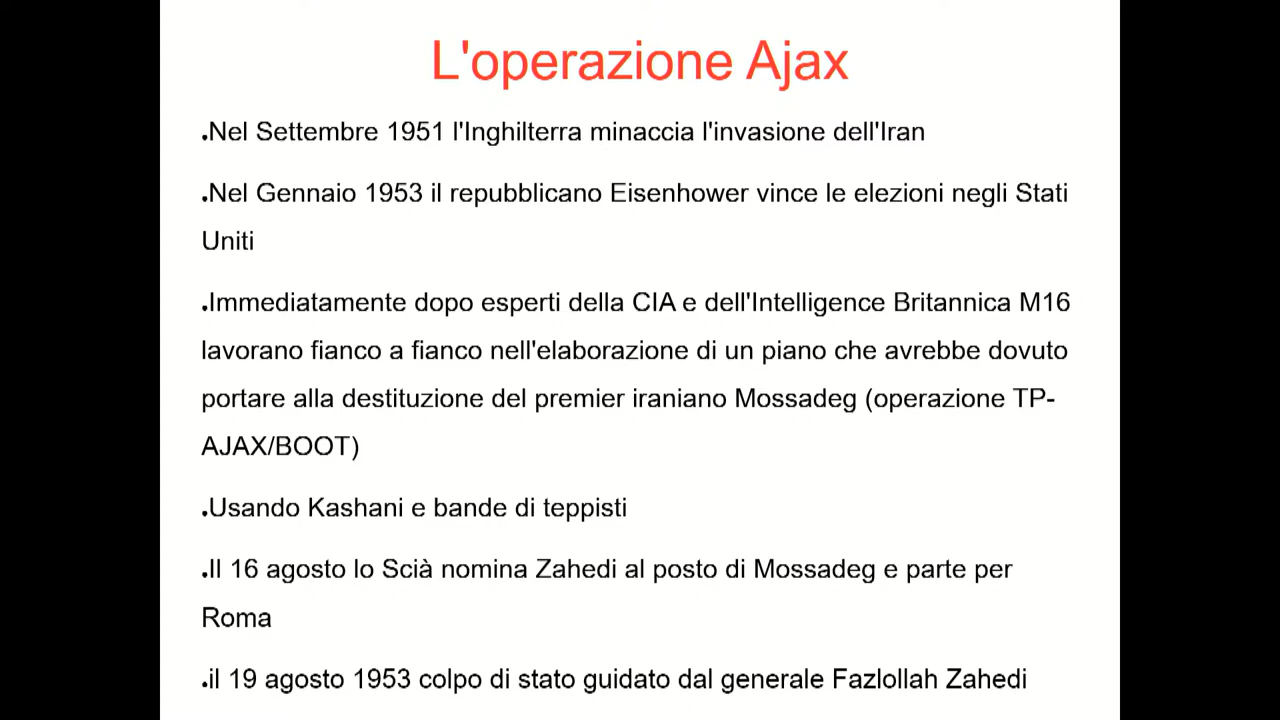 L'operazione Ajax
●Nel Settembre 1951 l'Inghilterra minaccia l'invasione dell'Iran
●Nel Gennaio 1953 il repubblicano Eisenhower vince le elezioni negli Stati
Uniti
●Immediatamente dopo esperti della CIA e dell'Intelligence Britannica M16
lavorano fianco a fianco nell'elaborazione di un piano che avrebbe dovuto
portare alla destituzione del premier iraniano Mossadeg (operazione TP-
AJAX/BOOT)
●Usando Kashani e bande di teppisti
●Il 16 agosto lo Scià nomina Zahedi al posto di Mossadeg e parte per
Roma
●il 19 agosto 1953 colpo di stato guidato dal generale Fazlollah Zahedi